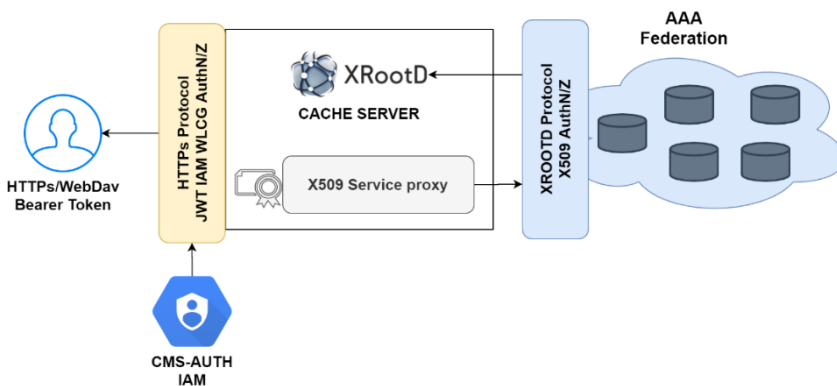 AAA
Federation
XRootD
CACHE SERVER
HTTPs Protocol
JWT IAM WLCG AuthN/Z
XROOTD Protocol
X509 AuthN/Z
HTTPs/WebDav
Bearer Token
X509 Service proxy
CMS-AUTH
IAM